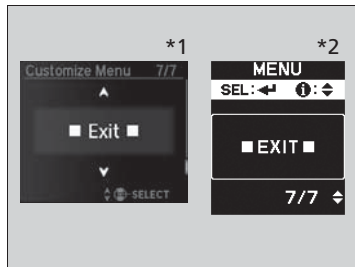 *1
Customize Menu 7/7
■ Exit ■
SELECT
*2
MENU
SEL:↵ i:
■EXIT■
7/7